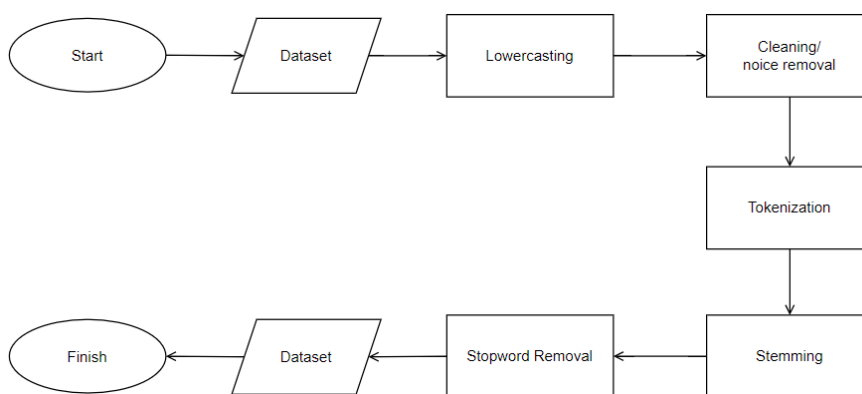 Start
Dataset
Lowercasting
Cleaning/
noice removal
Tokenization
Stemming
Stopword Removal
Dataset
Finish